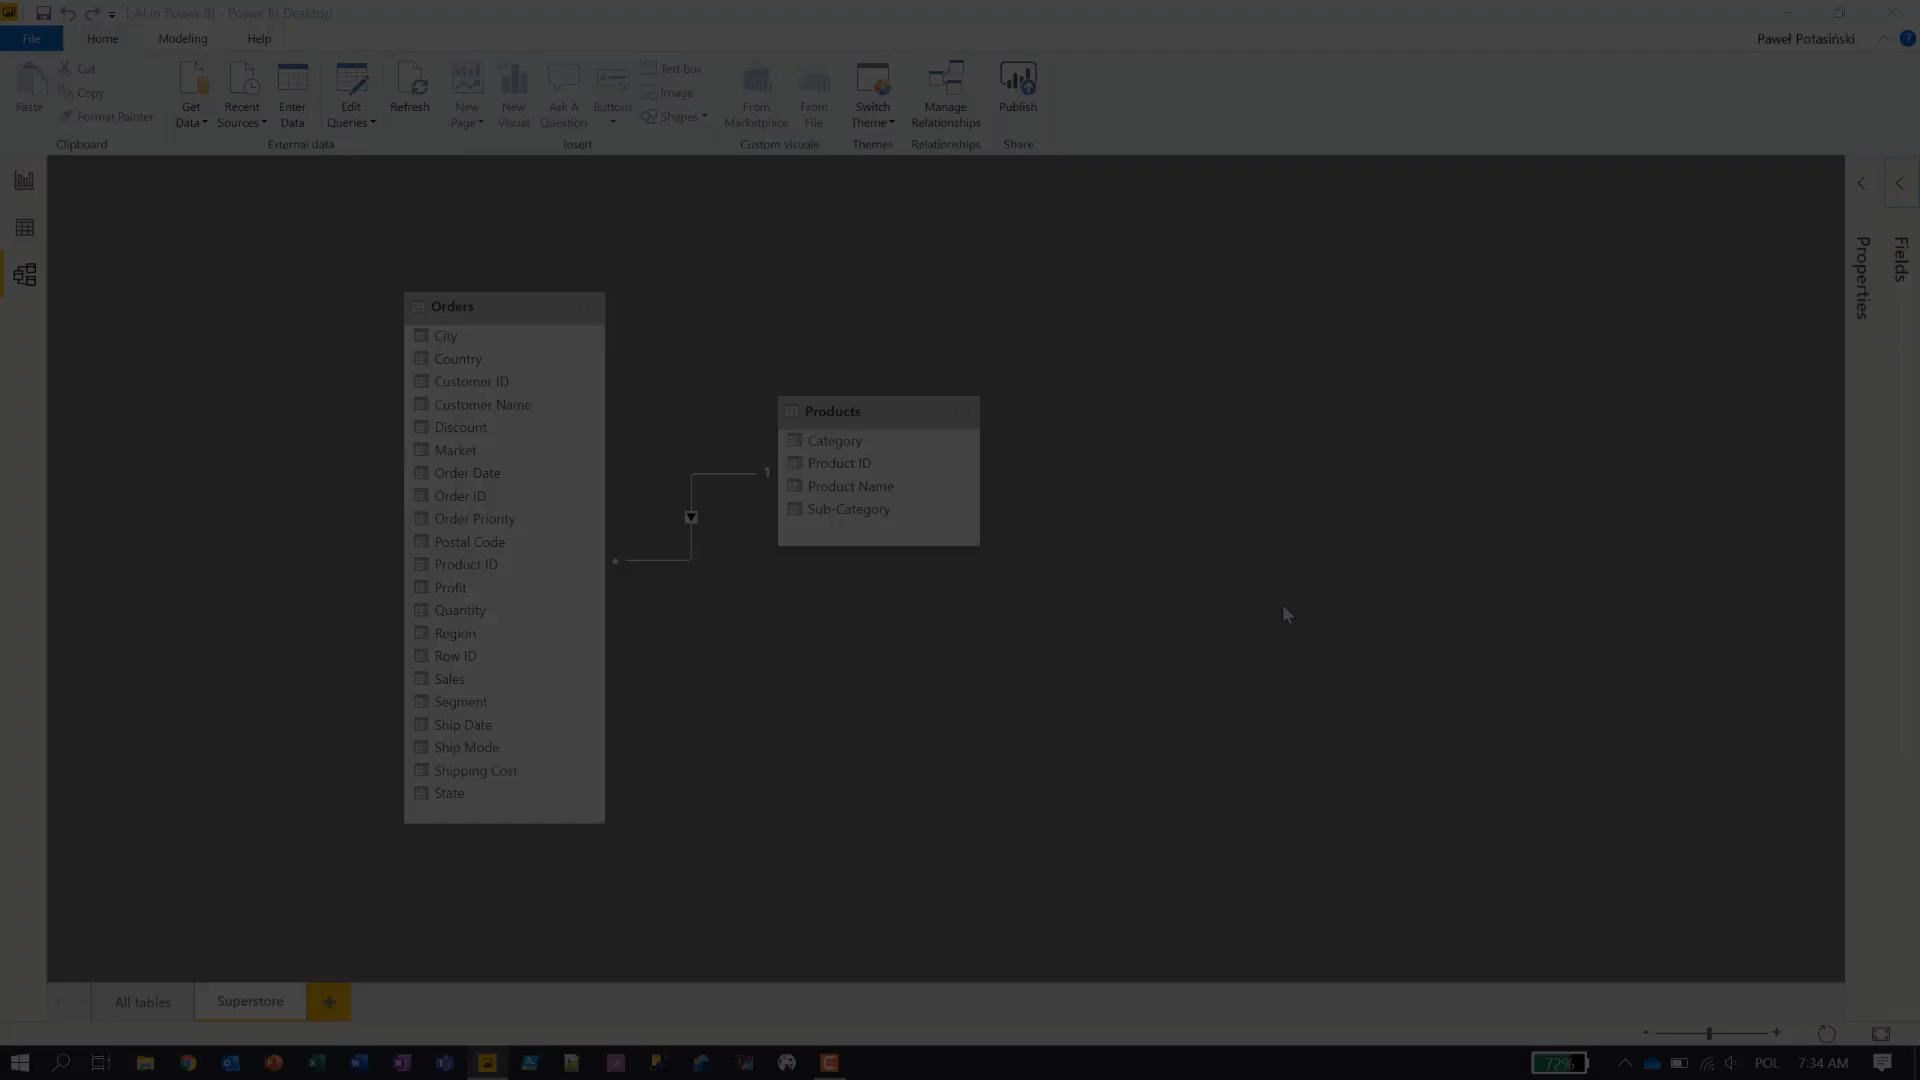 AI in Power BI - Power BI Desktop
File Home Modeling Help Paweł Potasiński
Paste
Cut
Copy
Format Painter
Clipboard
Get Data
Recent Sources
Enter Data
Edit Queries
Refresh
External data
New Page
New Visual
Ask A Question
Buttons
Text box
Image
Shapes
Insert
From Marketplace
From File
Custom visuals
Switch Theme
Themes
Manage Relationships
Relationships
Publish
Share
Properties
Fields
Orders
City
Country
Customer ID
Customer Name
Discount
Market
Order Date
Order ID
Order Priority
Postal Code
Product ID
Profit
Quantity
Region
Row ID
Sales
Segment
Ship Date
Ship Mode
Shipping Cost
State
1
Products
Category
Product ID
Product Name
Sub-Category
All tables
Superstore
72%
POL
7:34 AM